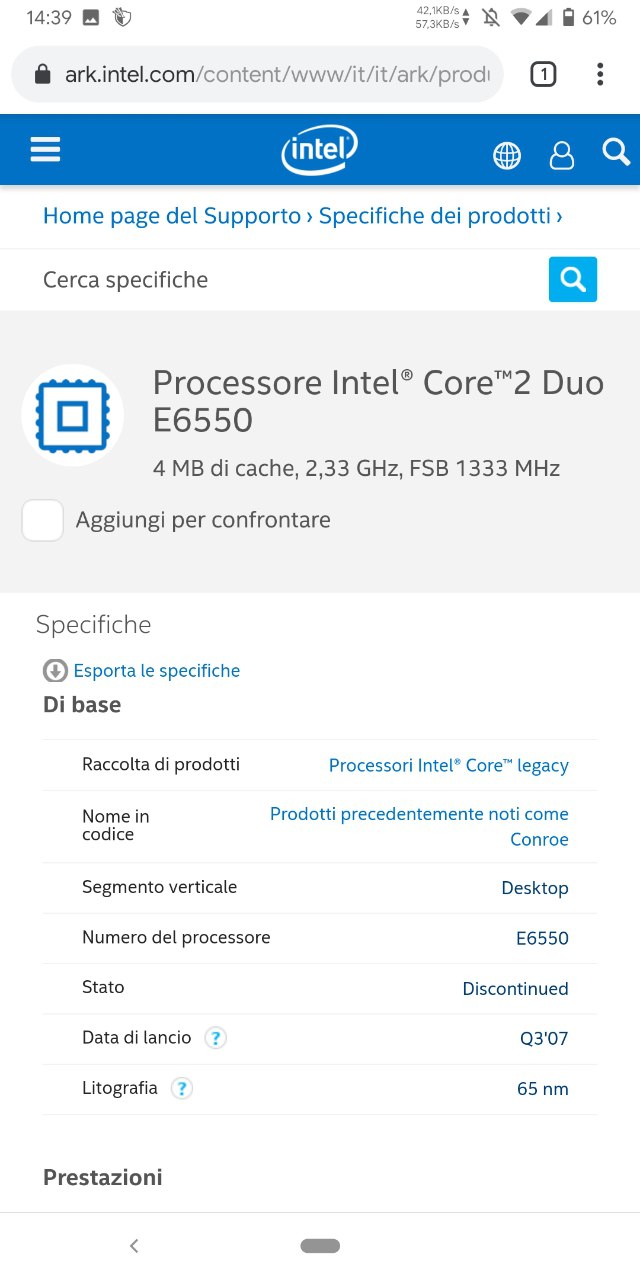 14:39
42,1KB/s
57,3KB/s
61%
ark.intel.com/content/www/it/it/ark/prod
1
intel
Home page del Supporto › Specifiche dei prodotti ›
Cerca specifiche
Processore Intel® Core™2 Duo
E6550
4 MB di cache, 2,33 GHz, FSB 1333 MHz
Aggiungi per confrontare
Specifiche
Esporta le specifiche
Di base
Raccolta di prodotti Processori Intel® Core™ legacy
Nome in codice Prodotti precedentemente noti come
Conroe
Segmento verticale Desktop
Numero del processore E6550
Stato Discontinued
Data di lancio ? Q3'07
Litografia ? 65 nm
Prestazioni